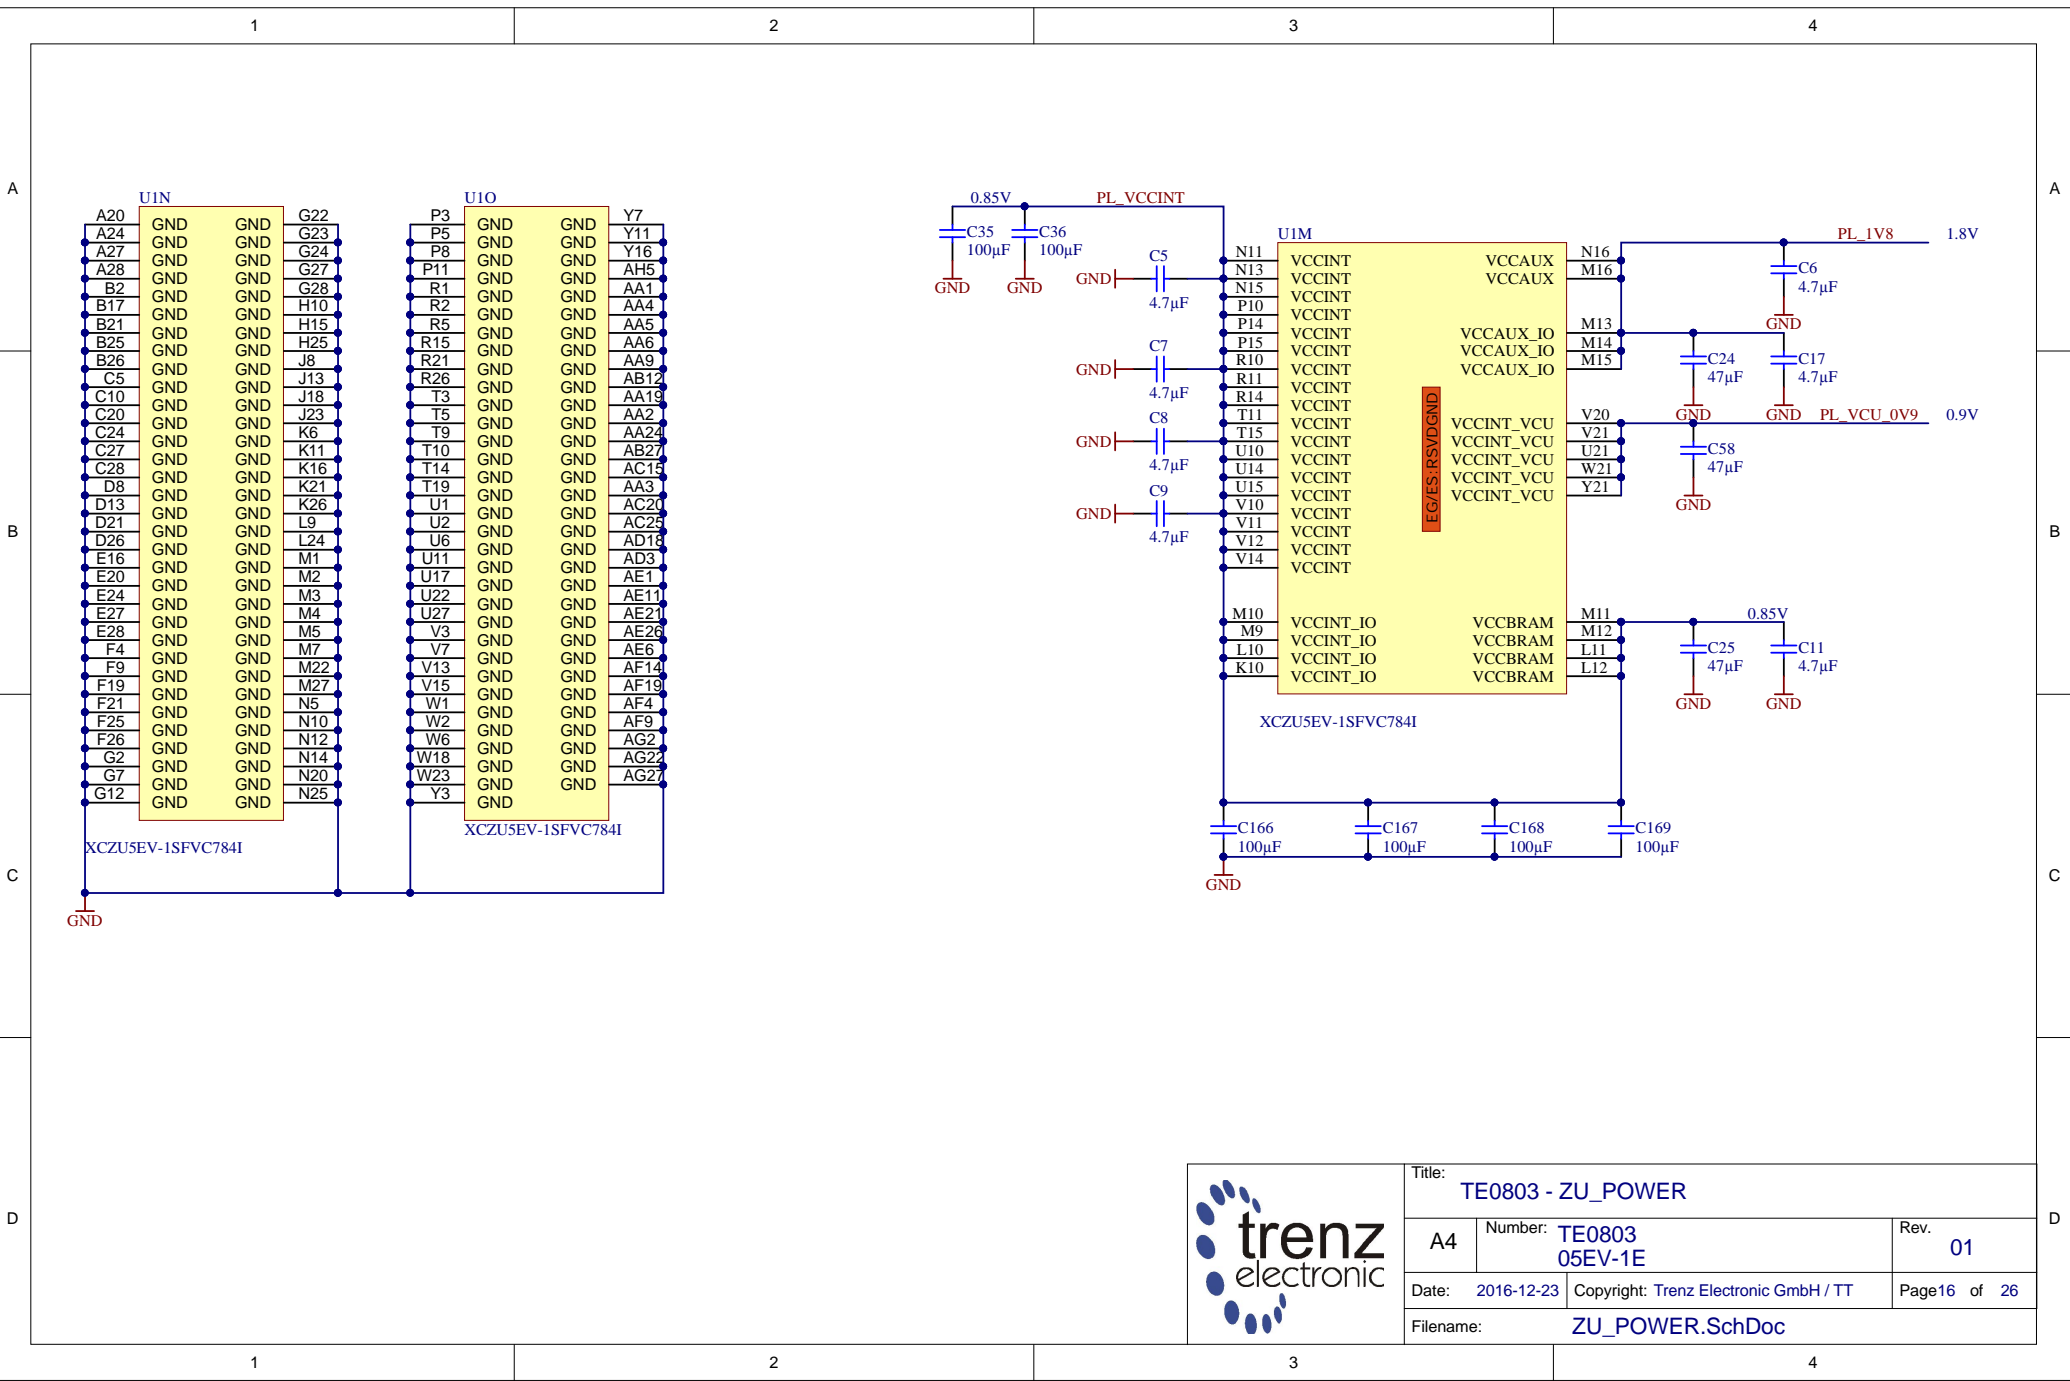 1 2 3 4
A A
B B
C C
D D
1 2 3 4
U1N
A20 GND GND G22
A24 GND GND G23
A27 GND GND G24
A28 GND GND G27
B2 GND GND G28
B17 GND GND H10
B21 GND GND H15
B25 GND GND H25
B26 GND GND J8
C5 GND GND J13
C10 GND GND J18
C20 GND GND J23
C24 GND GND K6
C27 GND GND K11
C28 GND GND K16
D8 GND GND K21
D13 GND GND K26
D21 GND GND L9
D26 GND GND L24
E16 GND GND M1
E20 GND GND M2
E24 GND GND M3
E27 GND GND M4
E28 GND GND M5
F4 GND GND M7
F9 GND GND M22
F19 GND GND M27
F21 GND GND N5
F25 GND GND N10
F26 GND GND N12
G2 GND GND N14
G7 GND GND N20
G12 GND GND N25
XCZU5EV-1SFVC784I
GND
U1O
P3 GND GND Y7
P5 GND GND Y11
P8 GND GND Y16
P11 GND GND AH5
R1 GND GND AA1
R2 GND GND AA4
R5 GND GND AA5
R15 GND GND AA6
R21 GND GND AA9
R26 GND GND AB12
T3 GND GND AA19
T5 GND GND AA2
T9 GND GND AA24
T10 GND GND AB27
T14 GND GND AC15
T19 GND GND AA3
U1 GND GND AC20
U2 GND GND AC25
U6 GND GND AD18
U11 GND GND AD3
U17 GND GND AE1
U22 GND GND AE11
U27 GND GND AE21
V3 GND GND AE26
V7 GND GND AE6
V13 GND GND AF14
V15 GND GND AF19
W1 GND GND AF4
W2 GND GND AF9
W6 GND GND AG2
W18 GND GND AG22
W23 GND GND AG27
Y3 GND
XCZU5EV-1SFVC784I
0.85V PL_VCCINT
C35 C36
100µF 100µF
GND GND
C5
GND
4.7µF
C7
GND
4.7µF
C8
GND
4.7µF
C9
GND
4.7µF
U1M
N11 VCCINT VCCAUX N16
N13 VCCINT VCCAUX M16
N15 VCCINT
P10 VCCINT
P14 VCCINT VCCAUX_IO M13
P15 VCCINT VCCAUX_IO M14
R10 VCCINT VCCAUX_IO M15
R11 VCCINT
R14 VCCINT
T11 VCCINT VCCINT_VCU V20
T15 VCCINT VCCINT_VCU V21
U10 VCCINT VCCINT_VCU U21
U14 VCCINT VCCINT_VCU W21
U15 VCCINT VCCINT_VCU Y21
V10 VCCINT
V11 VCCINT
V12 VCCINT
V14 VCCINT
EG/ES:RSVDGND
M10 VCCINT_IO VCCBRAM M11
M9 VCCINT_IO VCCBRAM M12
L10 VCCINT_IO VCCBRAM L11
K10 VCCINT_IO VCCBRAM L12
XCZU5EV-1SFVC784I
PL_1V8 1.8V
C6
4.7µF
GND
C24 C17
47µF 4.7µF
GND GND PL_VCU_0V9 0.9V
C58
47µF
GND
0.85V
C25 C11
47µF 4.7µF
GND GND
C166 C167 C168 C169
100µF 100µF 100µF 100µF
GND
trenz
electronic
Title:
TE0803 - ZU_POWER
A4 Number: TE0803 Rev.
05EV-1E 01
Date: 2016-12-23 Copyright: Trenz Electronic GmbH / TT Page16 of 26
Filename: ZU_POWER.SchDoc